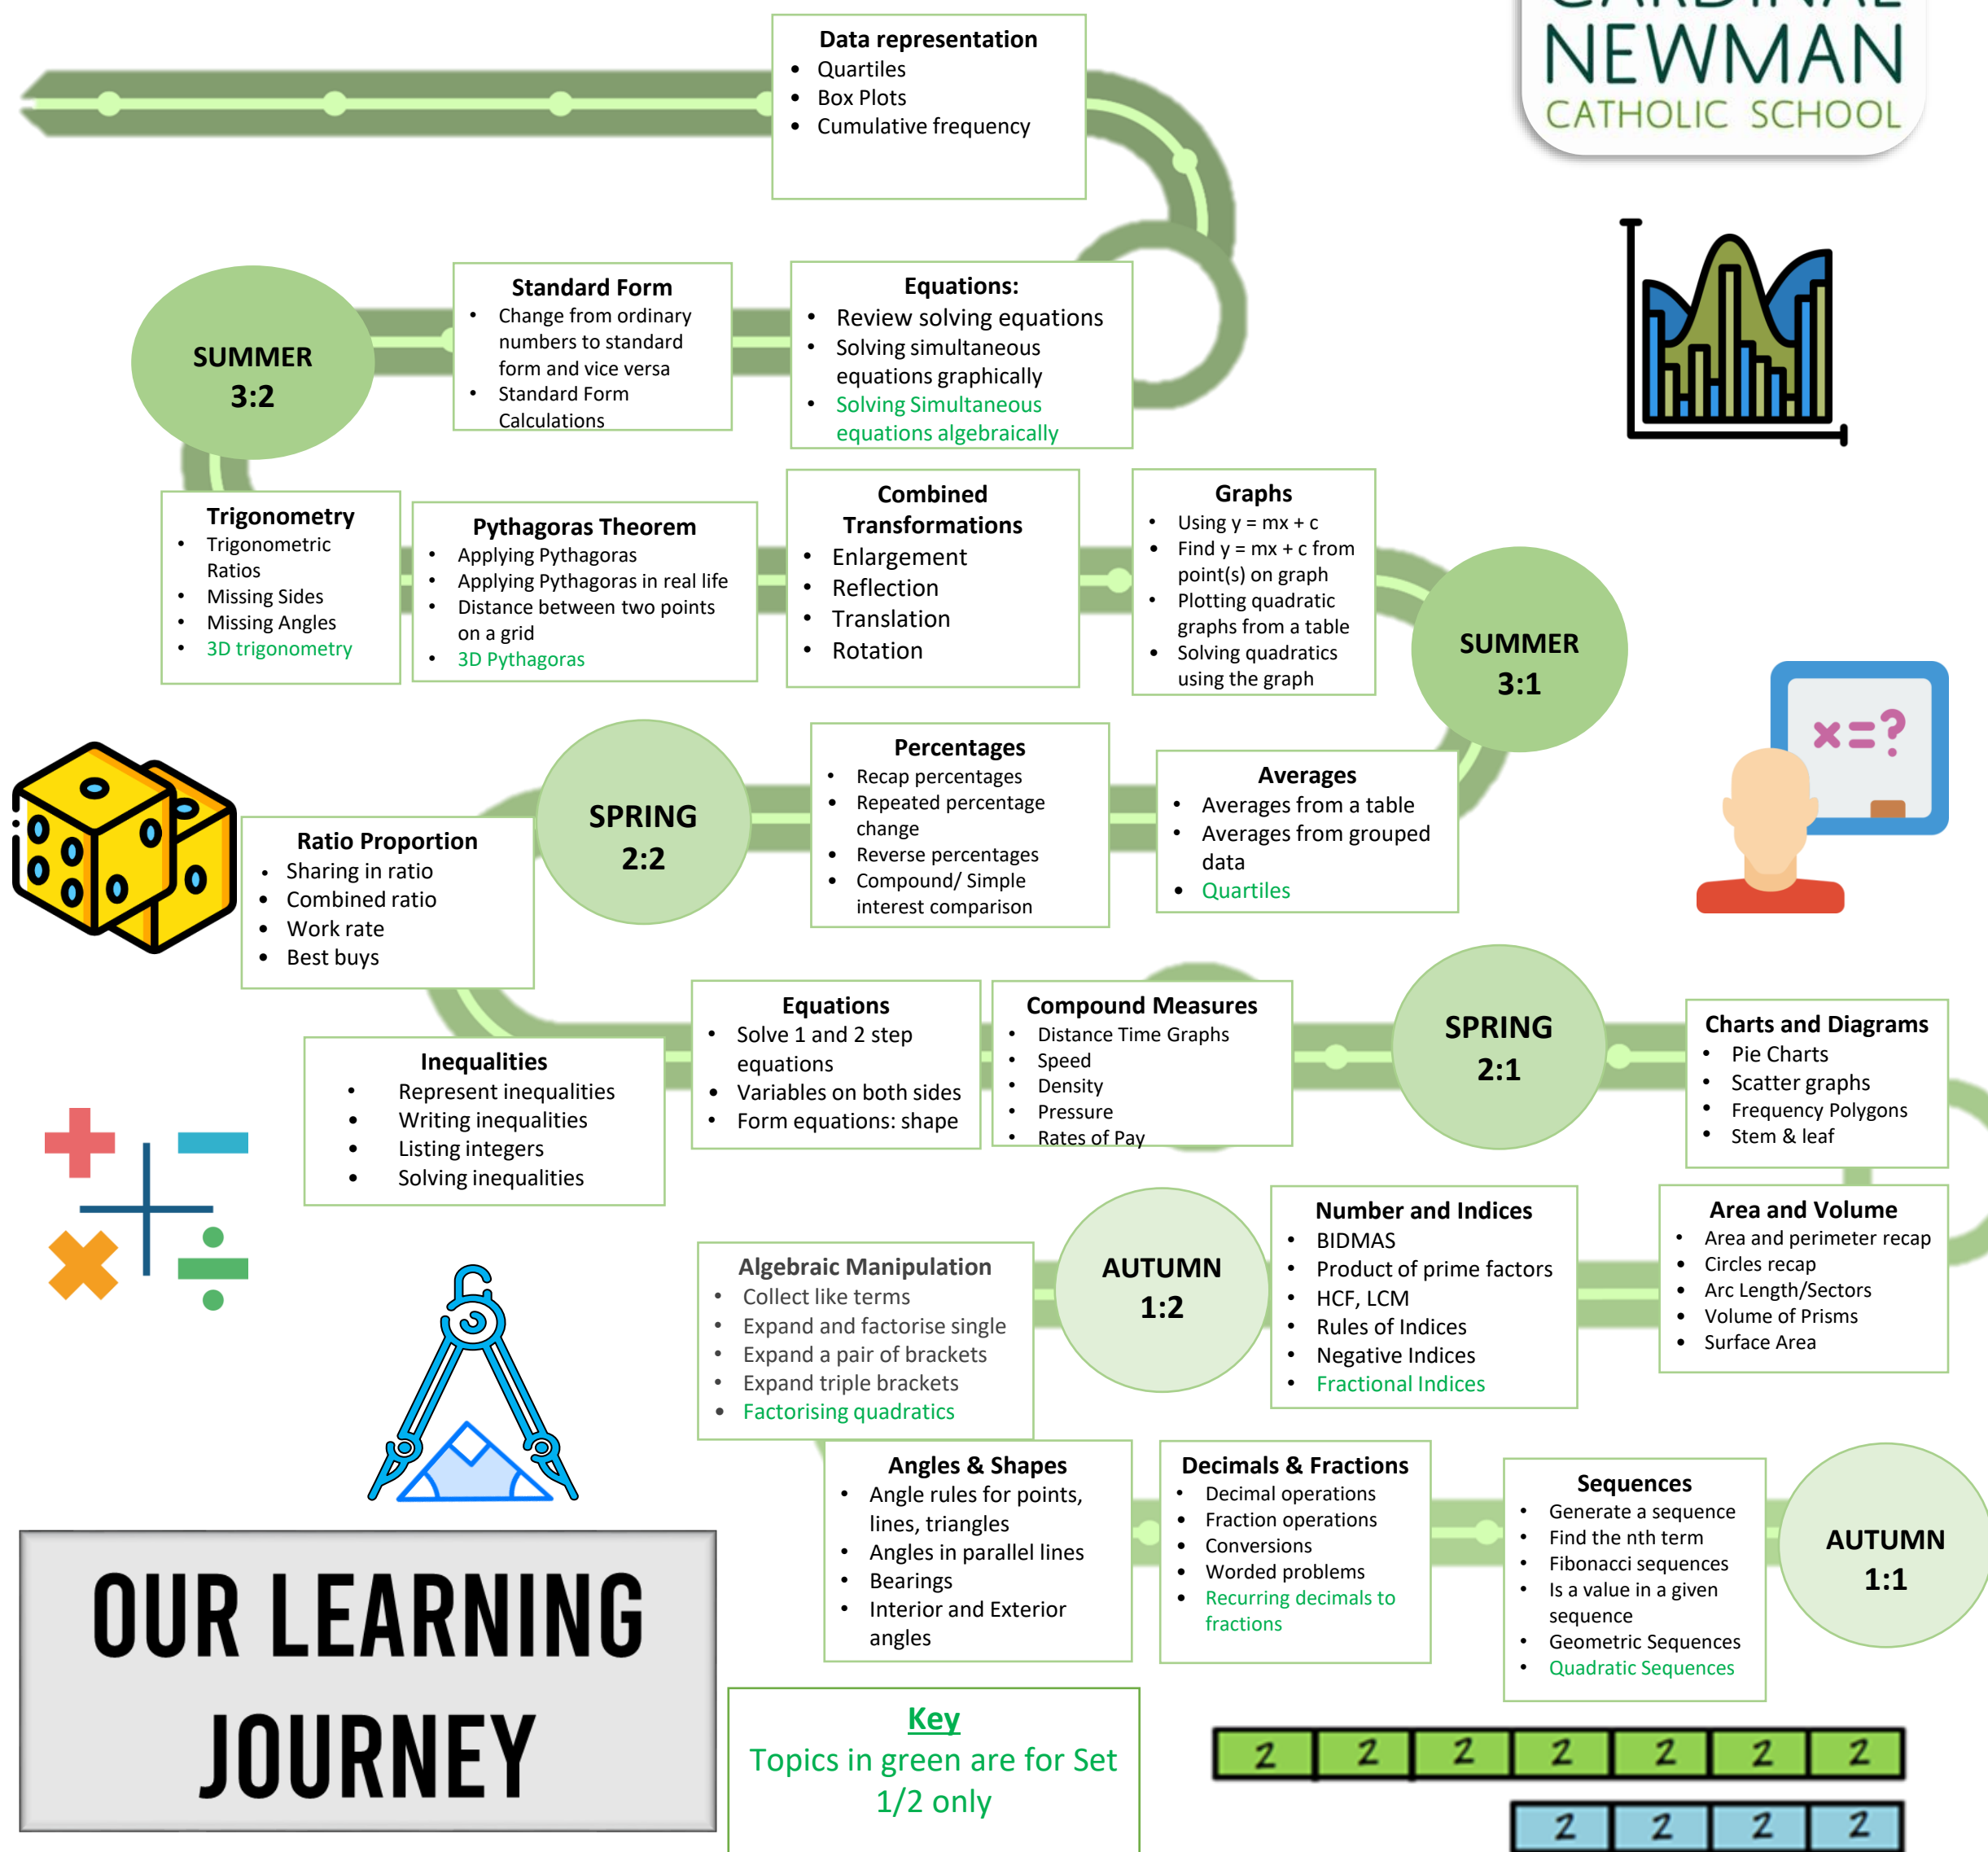 CARDINAL
NEWMAN
CATHOLIC SCHOOL
Data representation
• Quartiles
• Box Plots
• Cumulative frequency
SUMMER
3:2
Standard Form
• Change from ordinary
numbers to standard
form and vice versa
• Standard Form
Calculations
Equations:
• Review solving equations
• Solving simultaneous
equations graphically
• Solving Simultaneous
equations algebraically
Trigonometry
• Trigonometric
Ratios
• Missing Sides
• Missing Angles
• 3D trigonometry
Pythagoras Theorem
• Applying Pythagoras
• Applying Pythagoras in real life
• Distance between two points
on a grid
• 3D Pythagoras
Combined
Transformations
• Enlargement
• Reflection
• Translation
• Rotation
Graphs
• Using y = mx + c
• Find y = mx + c from
point(s) on graph
• Plotting quadratic
graphs from a table
• Solving quadratics
using the graph
SUMMER
3:1
x=?
Ratio Proportion
• Sharing in ratio
• Combined ratio
• Work rate
• Best buys
SPRING
2:2
Percentages
• Recap percentages
• Repeated percentage
change
• Reverse percentages
• Compound/ Simple
interest comparison
Averages
• Averages from a table
• Averages from grouped
data
• Quartiles
Inequalities
• Represent inequalities
• Writing inequalities
• Listing integers
• Solving inequalities
Equations
• Solve 1 and 2 step
equations
• Variables on both sides
• Form equations: shape
Compound Measures
• Distance Time Graphs
• Speed
• Density
• Pressure
• Rates of Pay
SPRING
2:1
Charts and Diagrams
• Pie Charts
• Scatter graphs
• Frequency Polygons
• Stem & leaf
Algebraic Manipulation
• Collect like terms
• Expand and factorise single
• Expand a pair of brackets
• Expand triple brackets
• Factorising quadratics
AUTUMN
1:2
Number and Indices
• BIDMAS
• Product of prime factors
• HCF, LCM
• Rules of Indices
• Negative Indices
• Fractional Indices
Area and Volume
• Area and perimeter recap
• Circles recap
• Arc Length/Sectors
• Volume of Prisms
• Surface Area
Angles & Shapes
• Angle rules for points,
lines, triangles
• Angles in parallel lines
• Bearings
• Interior and Exterior
angles
Decimals & Fractions
• Decimal operations
• Fraction operations
• Conversions
• Worded problems
• Recurring decimals to
fractions
Sequences
• Generate a sequence
• Find the nth term
• Fibonacci sequences
• Is a value in a given
sequence
• Geometric Sequences
• Quadratic Sequences
AUTUMN
1:1
OUR LEARNING
JOURNEY
Key
Topics in green are for Set
1/2 only
2 2 2 2 2 2 2
2 2 2 2